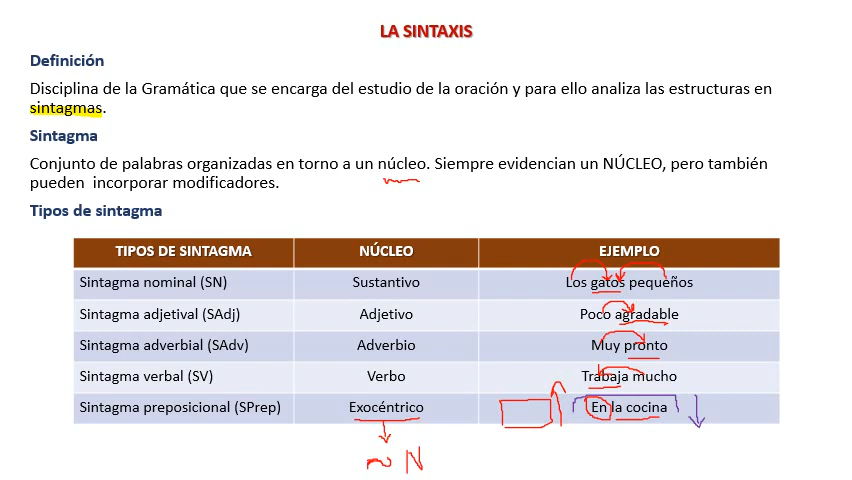 LA SINTAXIS
Definición
Disciplina de la Gramática que se encarga del estudio de la oración y para ello analiza las estructuras en
sintagmas.
Sintagma
Conjunto de palabras organizadas en torno a un núcleo. Siempre evidencian un NÚCLEO, pero también
pueden incorporar modificadores.
Tipos de sintagma
TIPOS DE SINTAGMA NÚCLEO EJEMPLO
Sintagma nominal (SN) Sustantivo Los gatos pequeños
Sintagma adjetival (SAdj) Adjetivo Poco agradable
Sintagma adverbial (SAdv) Adverbio Muy pronto
Sintagma verbal (SV) Verbo Trabaja mucho
Sintagma preposicional (SPrep) Exocéntrico En la cocina
~ N